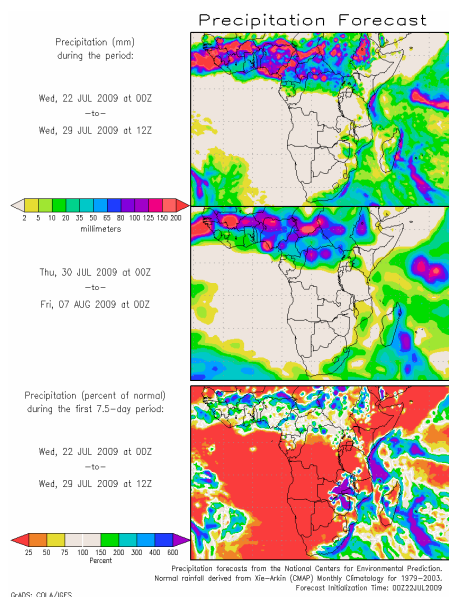 Precipitation Forecast
Precipitation (mm)
during the period:
Wed, 22 JUL 2009 at 00Z
-to-
Wed, 29 JUL 2009 at 12Z
2 5 10 20 35 50 65 80 100 125 150 200
millimeters
Thu, 30 JUL 2009 at 00Z
-to-
Fri, 07 AUG 2009 at 00Z
Precipitation (percent of normal)
during the first 7.5-day period:
Wed, 22 JUL 2009 at 00Z
-to-
Wed, 29 JUL 2009 at 12Z
25 50 75 100 150 200 300 400 600
Percent
Precipitation forecasts from the National Centers for Environmental Prediction.
Normal rainfall derived from Xie-Arkin (CMAP) Monthly Climatology for 1979-2003.
Forecast Initialization Time: 00Z22JUL2009
GrADS: COLA/IGES